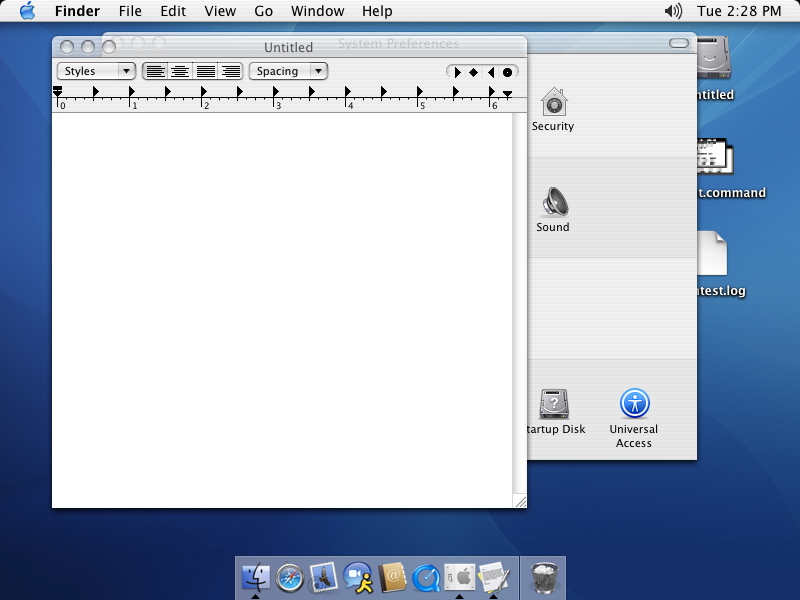 Finder File Edit View Go Window Help Tue 2:28 PM
Untitled
System Preferences
Styles Spacing
0 1 2 3 4 5 6
Security
Sound
tartup Disk
Universal
Access
ntitled
t.command
ntest.log